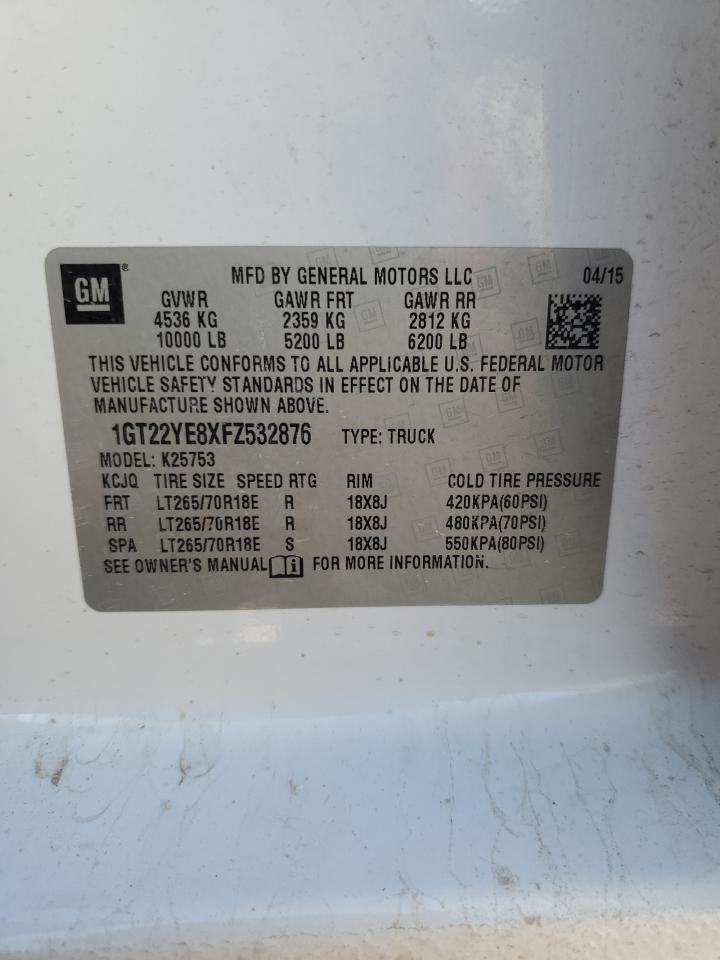 GM ® MFD BY GENERAL MOTORS LLC 04/15
GVWR GAWR FRT GAWR RR
4536 KG 2359 KG 2812 KG
10000 LB 5200 LB 6200 LB
THIS VEHICLE CONFORMS TO ALL APPLICABLE U.S. FEDERAL MOTOR
VEHICLE SAFETY STANDARDS IN EFFECT ON THE DATE OF
MANUFACTURE SHOWN ABOVE.
1GT22YE8XFZ532876 TYPE: TRUCK
MODEL: K25753
KCJQ TIRE SIZE SPEED RTG RIM COLD TIRE PRESSURE
FRT LT265/70R18E R 18X8J 420KPA(60PSI)
RR LT265/70R18E R 18X8J 480KPA(70PSI)
SPA LT265/70R18E S 18X8J 550KPA(80PSI)
SEE OWNER'S MANUAL i FOR MORE INFORMATION.